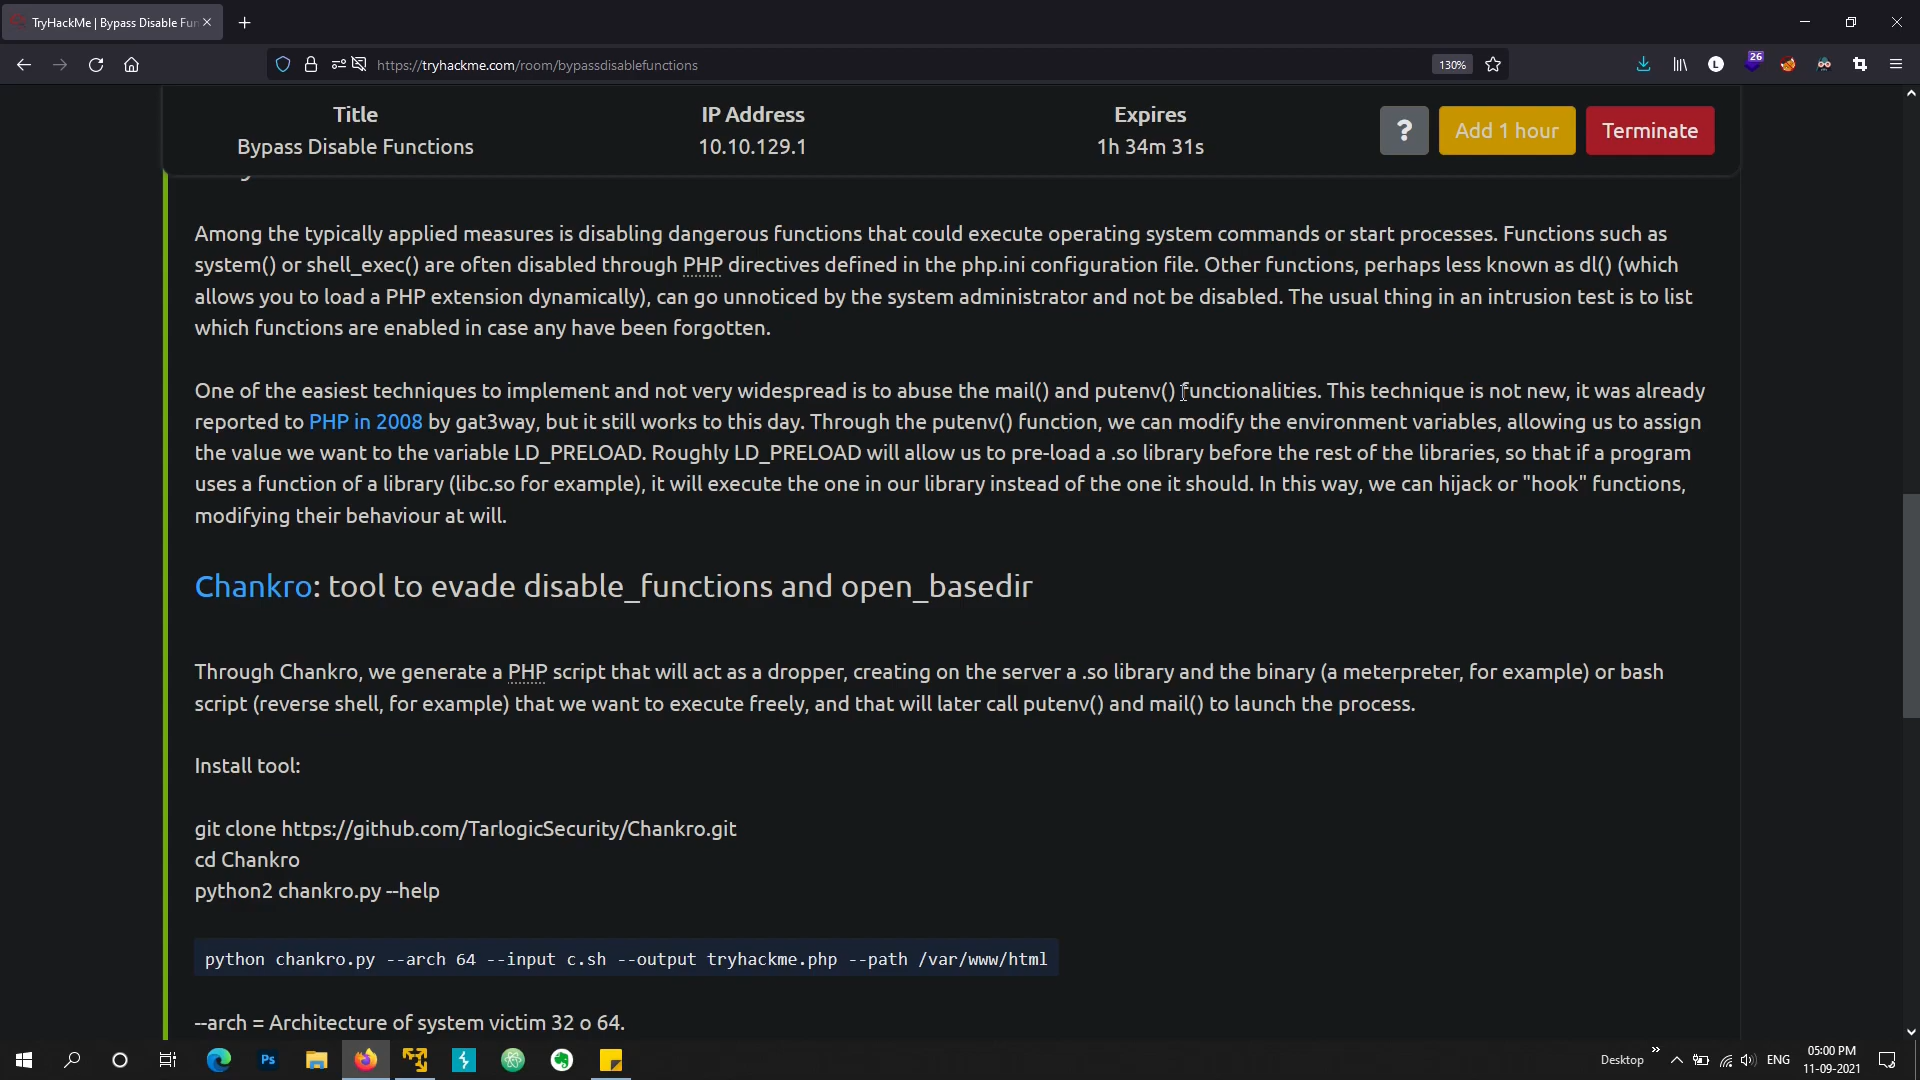 TryHackMe | Bypass Disable Fun
https://tryhackme.com/room/bypassdisablefunctions
130%
26
L
Title
IP Address
Expires
Bypass Disable Functions
10.10.129.1
1h 34m 31s
?
Add 1 hour
Terminate
Among the typically applied measures is disabling dangerous functions that could execute operating system commands or start processes. Functions such as
system() or shell_exec() are often disabled through PHP directives defined in the php.ini configuration file. Other functions, perhaps less known as dl() (which
allows you to load a PHP extension dynamically), can go unnoticed by the system administrator and not be disabled. The usual thing in an intrusion test is to list
which functions are enabled in case any have been forgotten.
One of the easiest techniques to implement and not very widespread is to abuse the mail() and putenv() functionalities. This technique is not new, it was already
reported to PHP in 2008 by gat3way, but it still works to this day. Through the putenv() function, we can modify the environment variables, allowing us to assign
the value we want to the variable LD_PRELOAD. Roughly LD_PRELOAD will allow us to pre-load a .so library before the rest of the libraries, so that if a program
uses a function of a library (libc.so for example), it will execute the one in our library instead of the one it should. In this way, we can hijack or "hook" functions,
modifying their behaviour at will.
Chankro: tool to evade disable_functions and open_basedir
Through Chankro, we generate a PHP script that will act as a dropper, creating on the server a .so library and the binary (a meterpreter, for example) or bash
script (reverse shell, for example) that we want to execute freely, and that will later call putenv() and mail() to launch the process.
Install tool:
git clone https://github.com/TarlogicSecurity/Chankro.git
cd Chankro
python2 chankro.py --help
python chankro.py --arch 64 --input c.sh --output tryhackme.php --path /var/www/html
--arch = Architecture of system victim 32 o 64.
Ps
Desktop
ENG
05:00 PM
11-09-2021